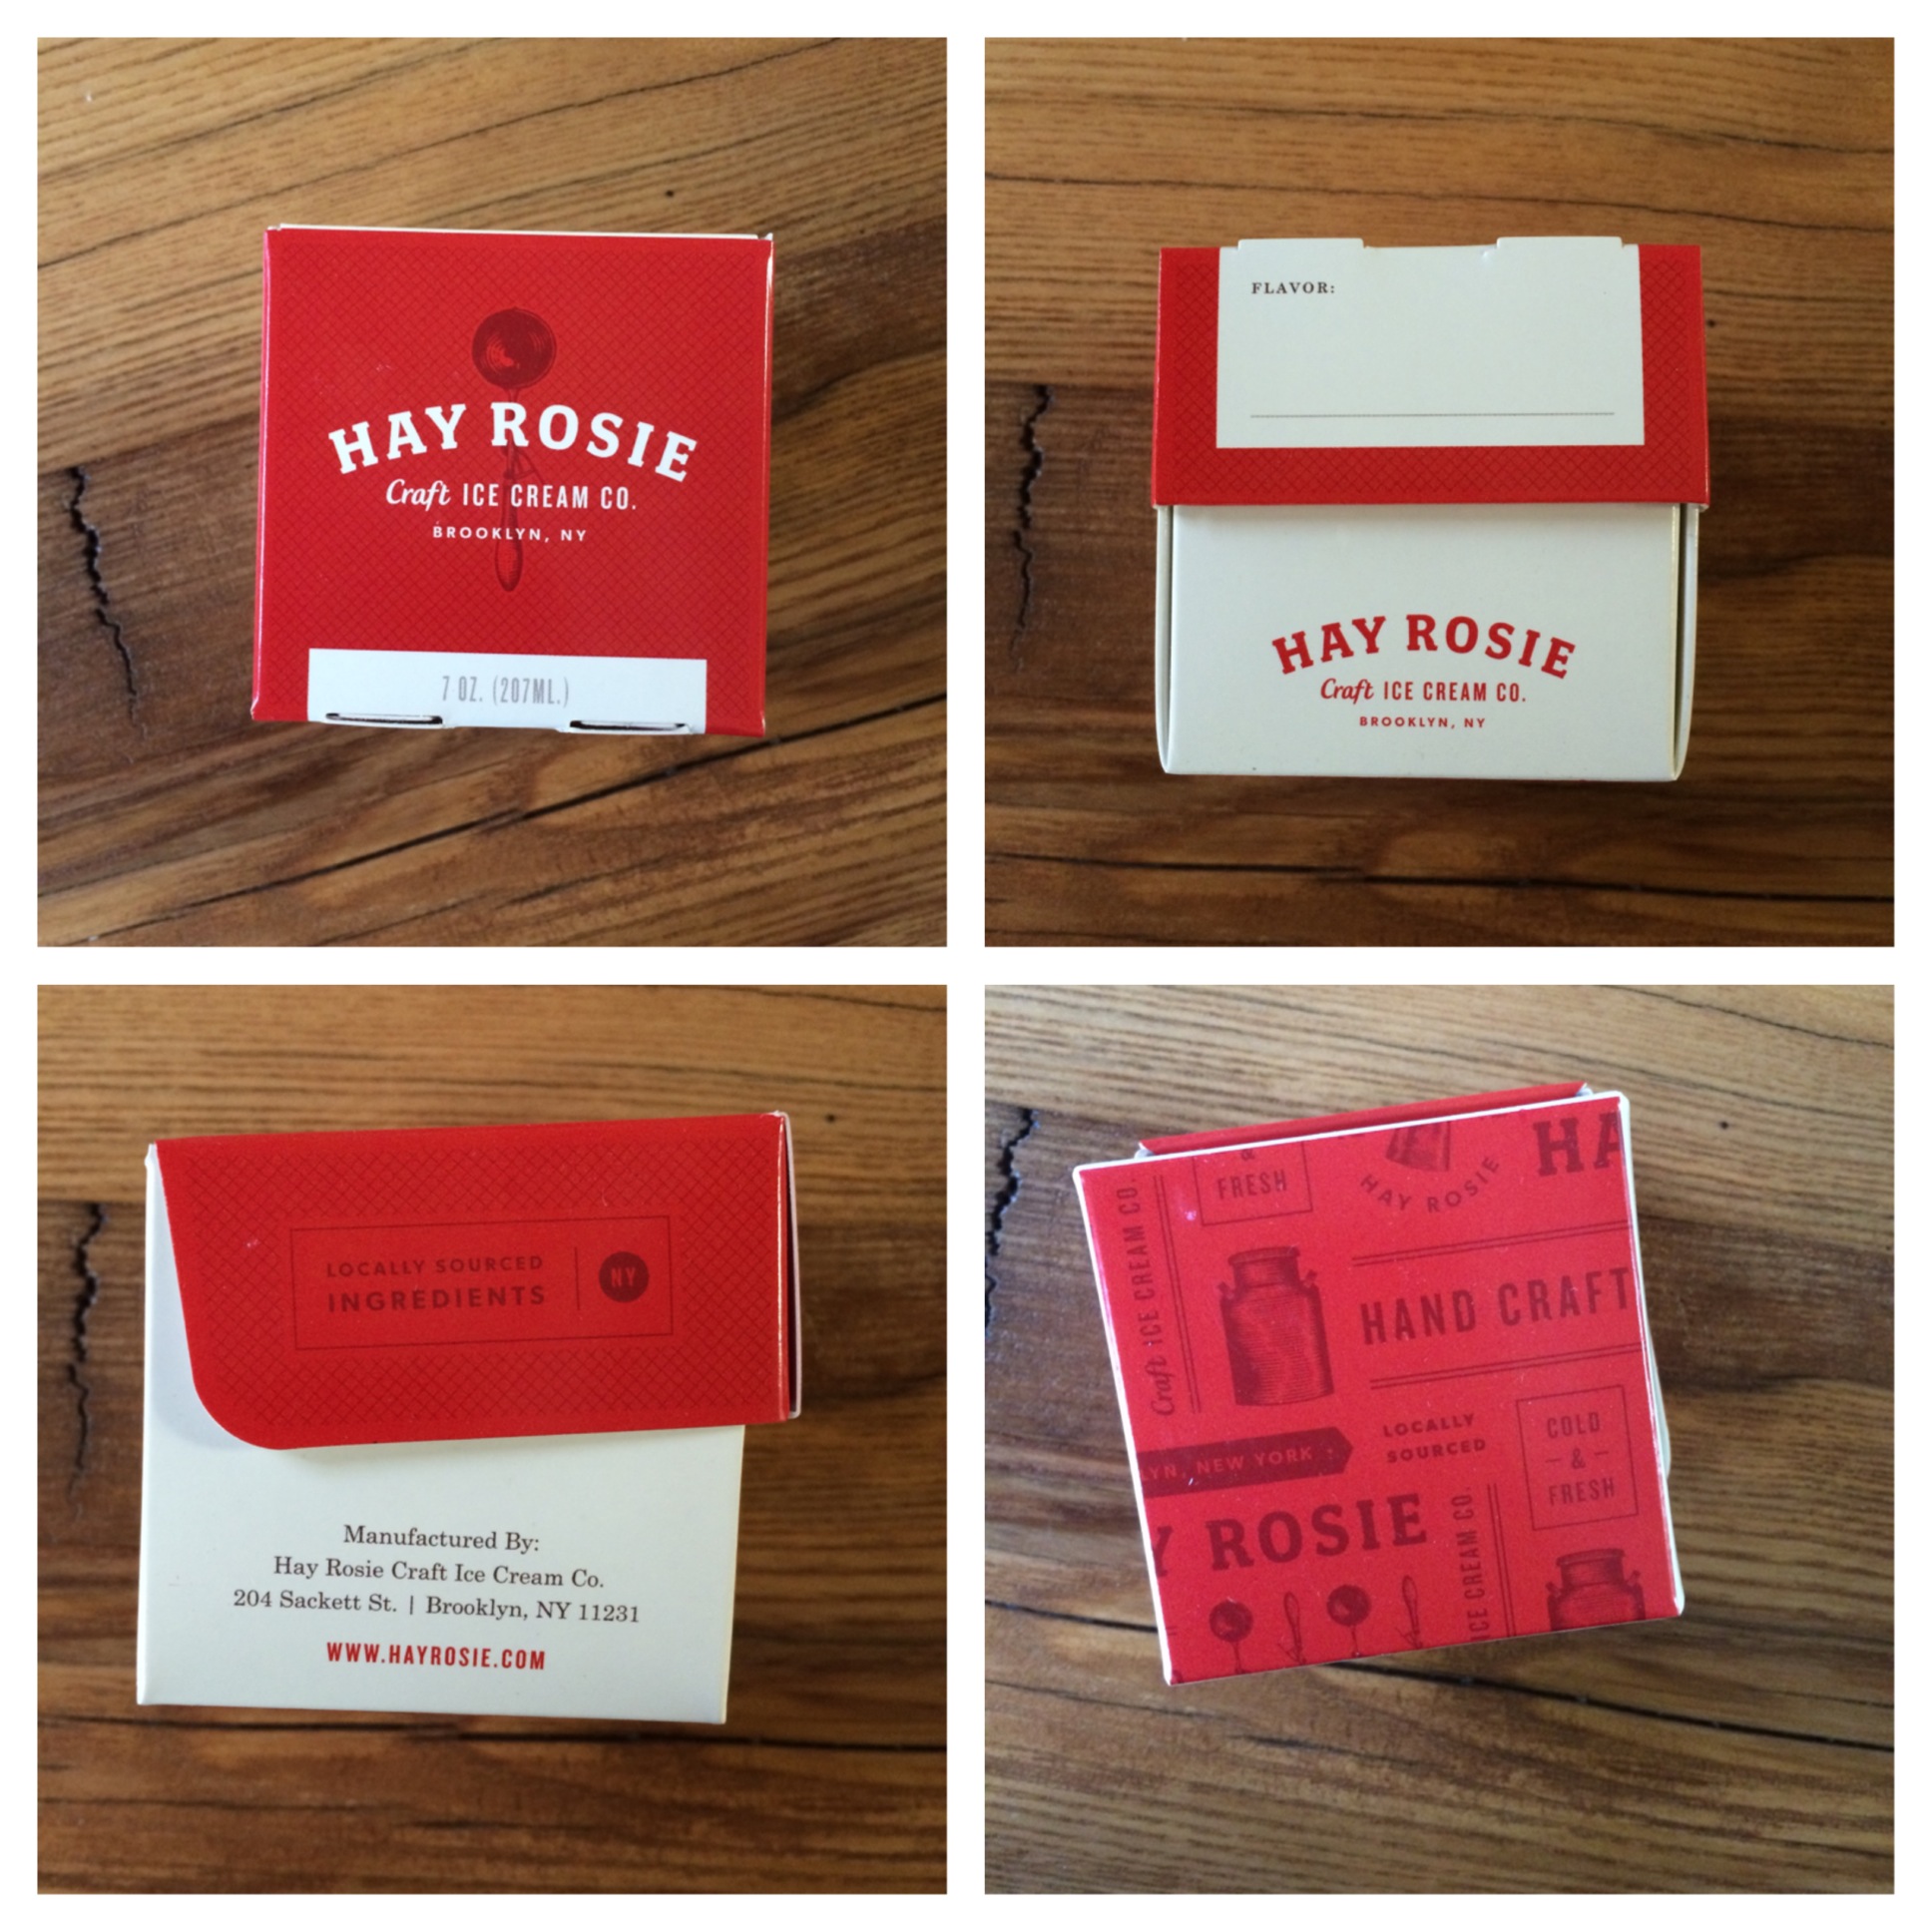 HAY ROSIE
Craft ICE CREAM CO.
BROOKLYN, NY
7 OZ. (207ML.)
FLAVOR:
HAY ROSIE
Craft ICE CREAM CO.
BROOKLYN, NY
LOCALLY SOURCED
INGREDIENTS
NY
Manufactured By:
Hay Rosie Craft Ice Cream Co.
204 Sackett St. | Brooklyn, NY 11231
WWW.HAYROSIE.COM
&
FRESH
HAY ROSIE
HA
Craft ICE CREAM CO.
HAND CRAFT
LYN, NEW YORK
LOCALLY
SOURCED
COLD
- & -
FRESH
Y ROSIE
ICE CREAM CO.